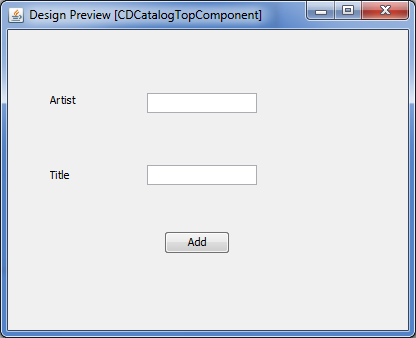 Design Preview [CDCatalogTopComponent]
Artist
Title
Add